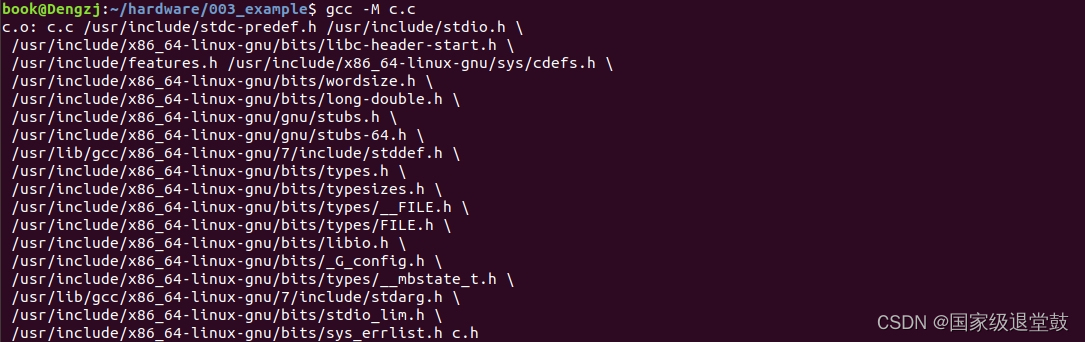 book@Dengzj:~/hardware/003_example$ gcc -M c.c
c.o: c.c /usr/include/stdc-predef.h /usr/include/stdio.h \
 /usr/include/x86_64-linux-gnu/bits/libc-header-start.h \
 /usr/include/features.h /usr/include/x86_64-linux-gnu/sys/cdefs.h \
 /usr/include/x86_64-linux-gnu/bits/wordsize.h \
 /usr/include/x86_64-linux-gnu/bits/long-double.h \
 /usr/include/x86_64-linux-gnu/gnu/stubs.h \
 /usr/include/x86_64-linux-gnu/gnu/stubs-64.h \
 /usr/lib/gcc/x86_64-linux-gnu/7/include/stddef.h \
 /usr/include/x86_64-linux-gnu/bits/types.h \
 /usr/include/x86_64-linux-gnu/bits/typesizes.h \
 /usr/include/x86_64-linux-gnu/bits/types/__FILE.h \
 /usr/include/x86_64-linux-gnu/bits/types/FILE.h \
 /usr/include/x86_64-linux-gnu/bits/libio.h \
 /usr/include/x86_64-linux-gnu/bits/_G_config.h \
 /usr/include/x86_64-linux-gnu/bits/types/__mbstate_t.h \
 /usr/lib/gcc/x86_64-linux-gnu/7/include/stdarg.h \
 /usr/include/x86_64-linux-gnu/bits/stdio_lim.h \
 /usr/include/x86_64-linux-gnu/bits/sys_errlist.h c.h
CSDN @国家级退堂鼓